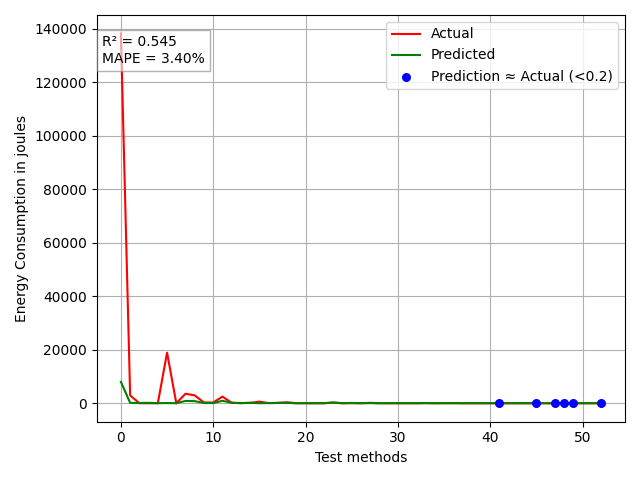 R² = 0.545
MAPE = 3.40%
Actual
Predicted
Prediction ≈ Actual (<0.2)
Energy Consumption in joules
140000
120000
100000
80000
60000
40000
20000
0
0 10 20 30 40 50
Test methods